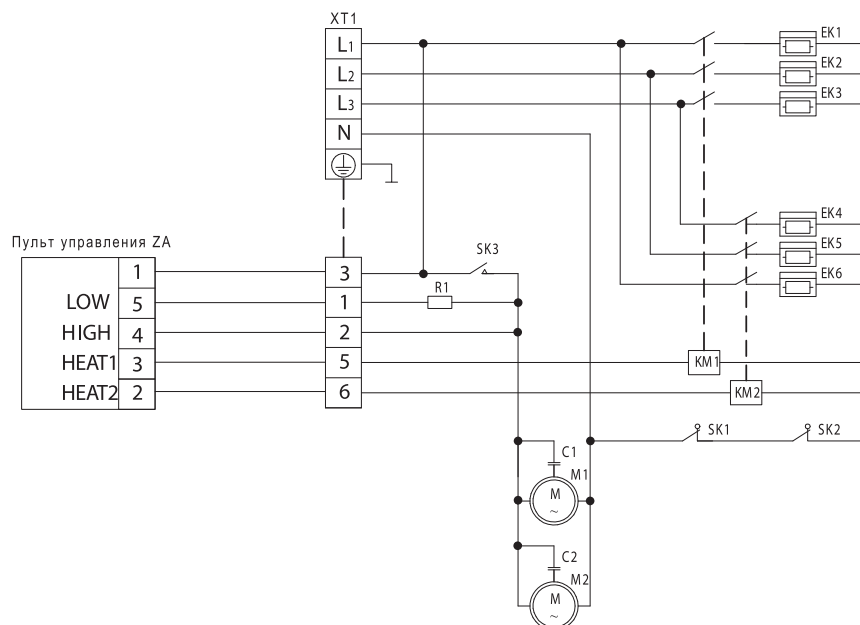 XT1
L1
EK1
L2
EK2
L3
EK3
N
EK4
Пульт управления ZA
SK3
EK5
1
3
EK6
LOW 5
1
R1
HIGH 4
2
HEAT1 3
5
KM1
HEAT2 2
6
KM2
SK1
SK2
C1
M1
M
~
C2
M2
M
~